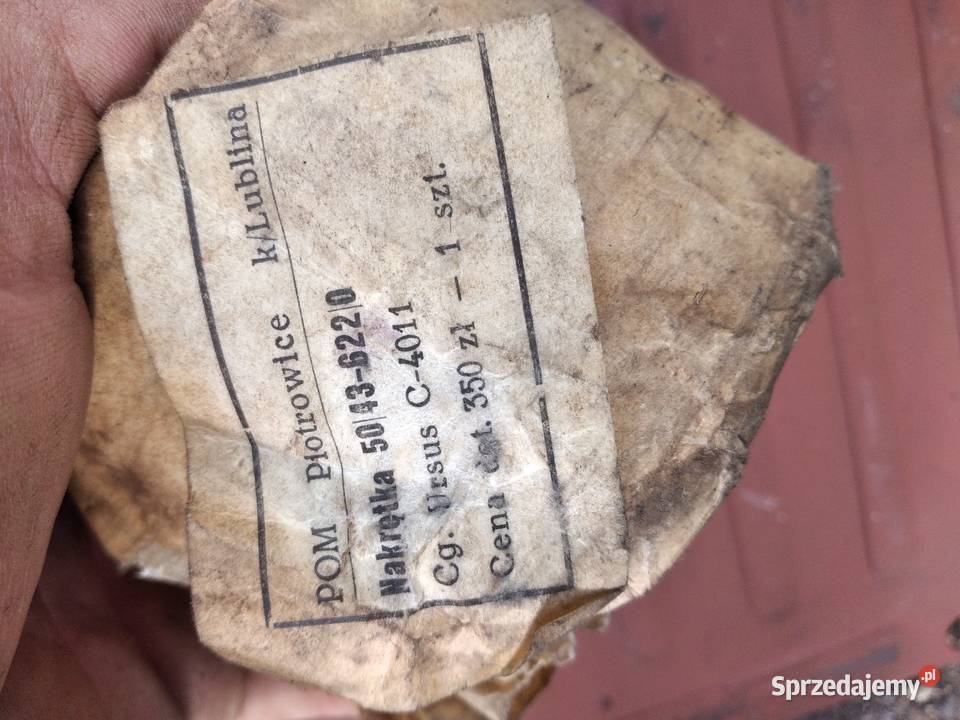 POM Piotrowice k/Lublina
Nakrętka 50|43-622|0
Cg. Ursus C-4011
Cena det. 350 zł — 1 szt.
Sprzedajemy.pl